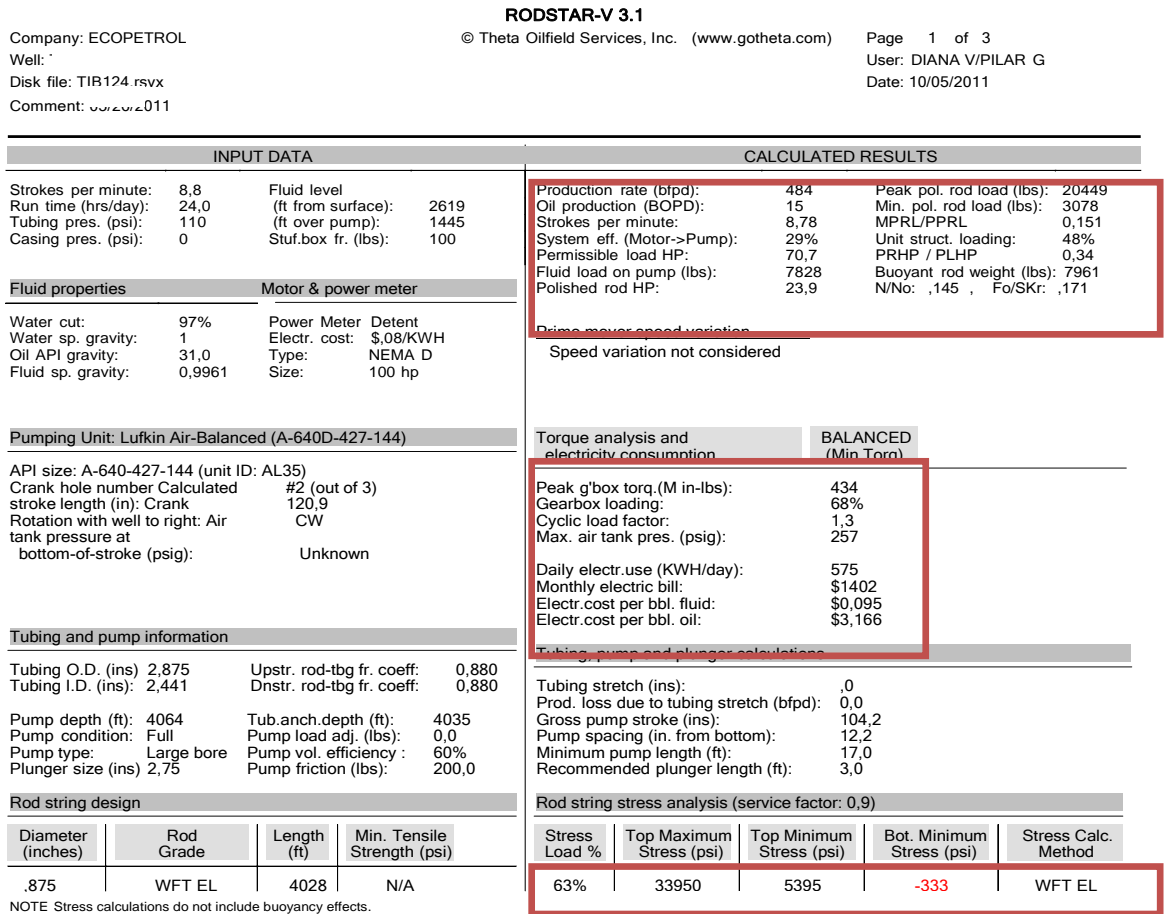 RODSTAR-V 3.1
Company: ECOPETROL © Theta Oilfield Services, Inc. (www.gotheta.com) Page 1 of 3
Well: User: DIANA V/PILAR G
Disk file: TIB124.rsvx Date: 10/05/2011
Comment: 2011
INPUT DATA
Strokes per minute: 8,8 Fluid level
Run time (hrs/day): 24,0 (ft from surface): 2619
Tubing pres. (psi): 110 (ft over pump): 1445
Casing pres. (psi): 0 Stuf.box fr. (lbs): 100
Fluid properties Motor & power meter
Water cut: 97% Power Meter Detent
Water sp. gravity: 1 Electr. cost: $,08/KWH
Oil API gravity: 31,0 Type: NEMA D
Fluid sp. gravity: 0,9961 Size: 100 hp
Pumping Unit: Lufkin Air-Balanced (A-640D-427-144)
API size: A-640-427-144 (unit ID: AL35)
Crank hole number Calculated #2 (out of 3)
stroke length (in): Crank 120,9
Rotation with well to right: Air CW
tank pressure at
bottom-of-stroke (psig): Unknown
Tubing and pump information
Tubing O.D. (ins) 2,875 Upstr. rod-tbg fr. coeff: 0,880
Tubing I.D. (ins): 2,441 Dnstr. rod-tbg fr. coeff: 0,880
Pump depth (ft): 4064 Tub.anch.depth (ft): 4035
Pump condition: Full Pump load adj. (lbs): 0,0
Pump type: Large bore Pump vol. efficiency : 60%
Plunger size (ins) 2,75 Pump friction (lbs): 200,0
Rod string design
Diameter (inches) Rod Grade Length (ft) Min. Tensile Strength (psi)
.875 WFT EL 4028 N/A
NOTE Stress calculations do not include buoyancy effects.
CALCULATED RESULTS
Production rate (bfpd): 484 Peak pol. rod load (lbs): 20449
Oil production (BOPD): 15 Min. pol. rod load (lbs): 3078
Strokes per minute: 8,78 MPRL/PPRL 0,151
System eff. (Motor->Pump): 29% Unit struct. loading: 48%
Permissible load HP: 70,7 PRHP / PLHP 0,34
Fluid load on pump (lbs): 7828 Buoyant rod weight (lbs): 7961
Polished rod HP: 23,9 N/No: ,145 , Fo/SKr: ,171
Prime mover speed variation
Speed variation not considered
Torque analysis and electricity consumption BALANCED (Min Torq)
Peak g'box torq.(M in-lbs): 434
Gearbox loading: 68%
Cyclic load factor: 1,3
Max. air tank pres. (psig): 257
Daily electr.use (KWH/day): 575
Monthly electric bill: $1402
Electr.cost per bbl. fluid: $0,095
Electr.cost per bbl. oil: $3,166
Tubing, pump and plunger calculations
Tubing stretch (ins): ,0
Prod. loss due to tubing stretch (bfpd): 0,0
Gross pump stroke (ins): 104,2
Pump spacing (in. from bottom): 12,2
Minimum pump length (ft): 17,0
Recommended plunger length (ft): 3,0
Rod string stress analysis (service factor: 0,9)
Stress Load % Top Maximum Stress (psi) Top Minimum Stress (psi) Bot. Minimum Stress (psi) Stress Calc. Method
63% 33950 5395 -333 WFT EL